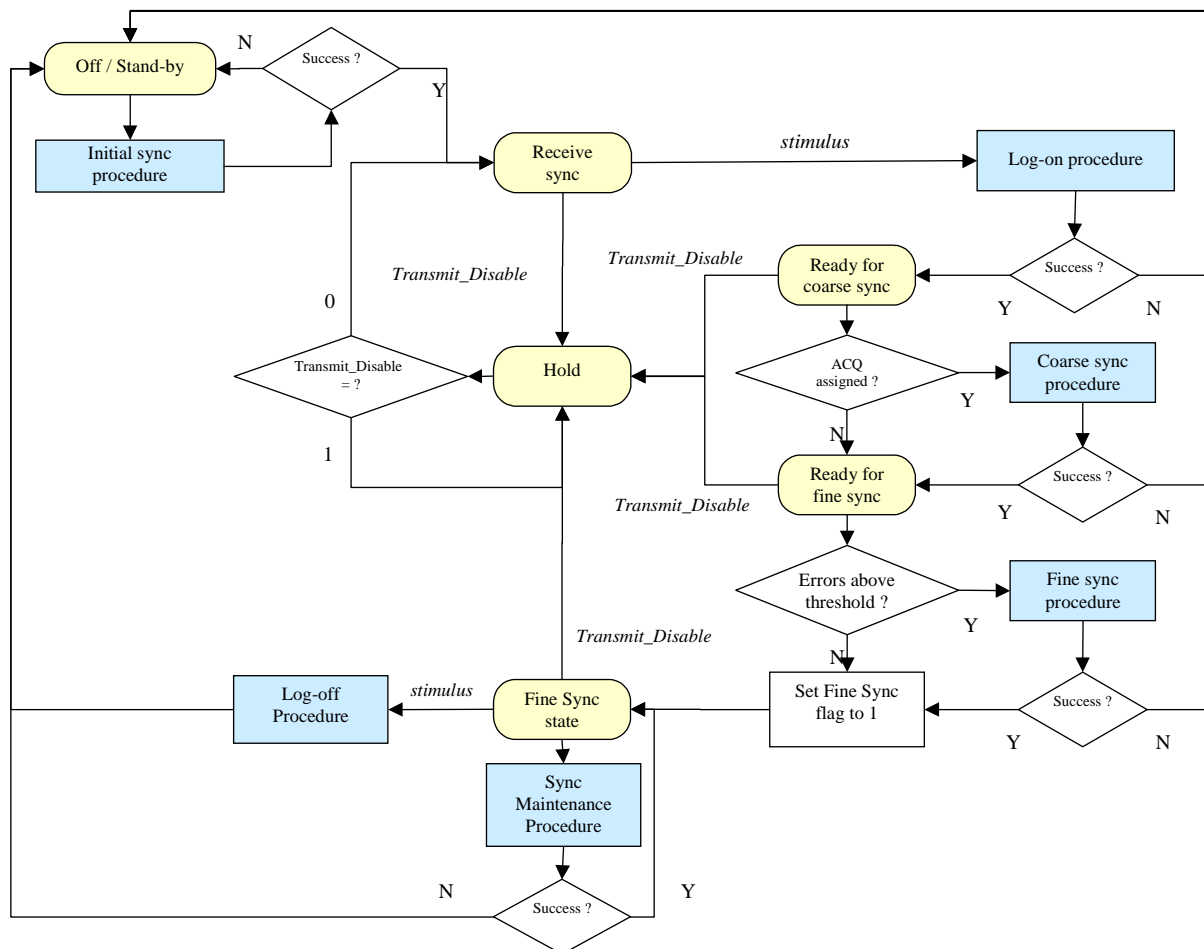 N
Success ?
Off / Stand-by
Y
Initial sync
procedure
Receive
sync
stimulus
Log-on procedure
Transmit_Disable
Transmit_Disable
Ready for
coarse sync
Success ?
Y
N
0
Transmit_Disable
= ?
Hold
ACQ
assigned ?
Y
Coarse sync
procedure
1
N
Ready for
fine sync
Success ?
Y
N
Transmit_Disable
Errors above
threshold ?
Y
Fine sync
procedure
Transmit_Disable
N
Log-off
Procedure
stimulus
Fine Sync
state
Set Fine Sync
flag to 1
Success ?
Y
N
Sync
Maintenance
Procedure
N
Success ?
Y